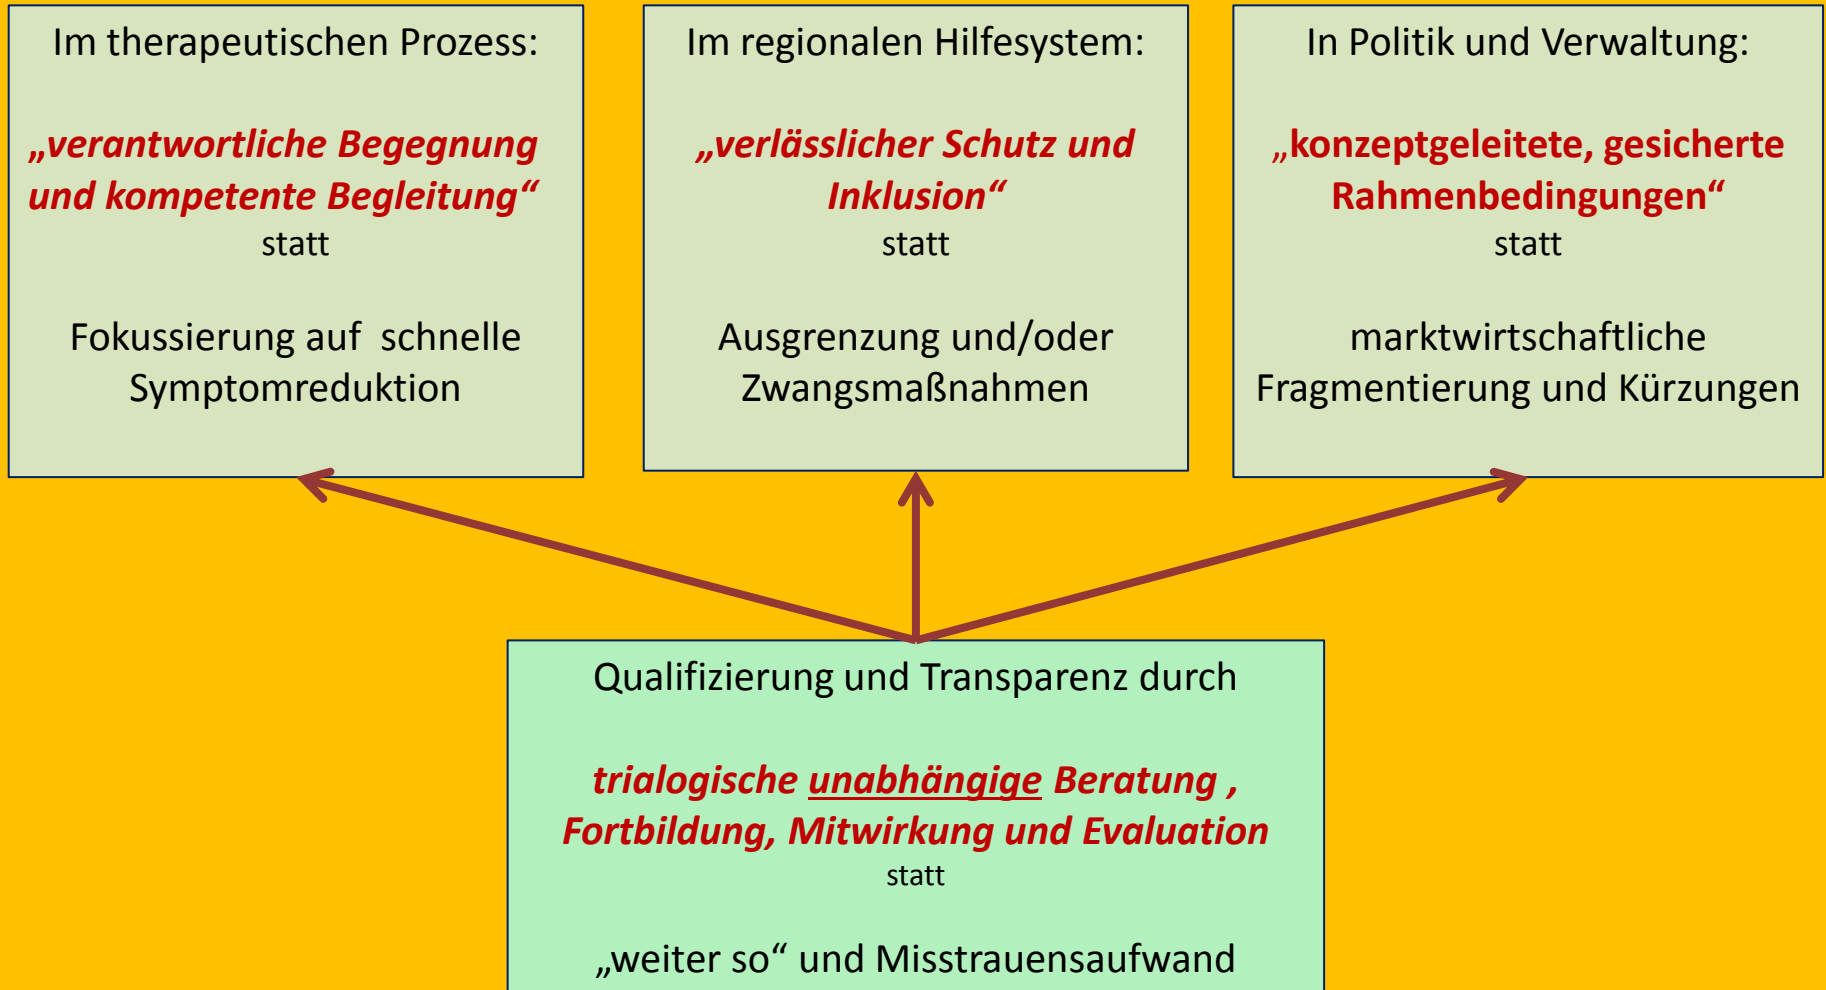 Im therapeutischen Prozess:
„verantwortliche Begegnung
und kompetente Begleitung“
statt
Fokussierung auf schnelle
Symptomreduktion
Im regionalen Hilfesystem:
„verlässlicher Schutz und
Inklusion“
statt
Ausgrenzung und/oder
Zwangsmaßnahmen
In Politik und Verwaltung:
„konzeptgeleitete, gesicherte
Rahmenbedingungen“
statt
marktwirtschaftliche
Fragmentierung und Kürzungen
Qualifizierung und Transparenz durch
trialogische unabhängige Beratung ,
Fortbildung, Mitwirkung und Evaluation
statt
„weiter so“ und Misstrauensaufwand